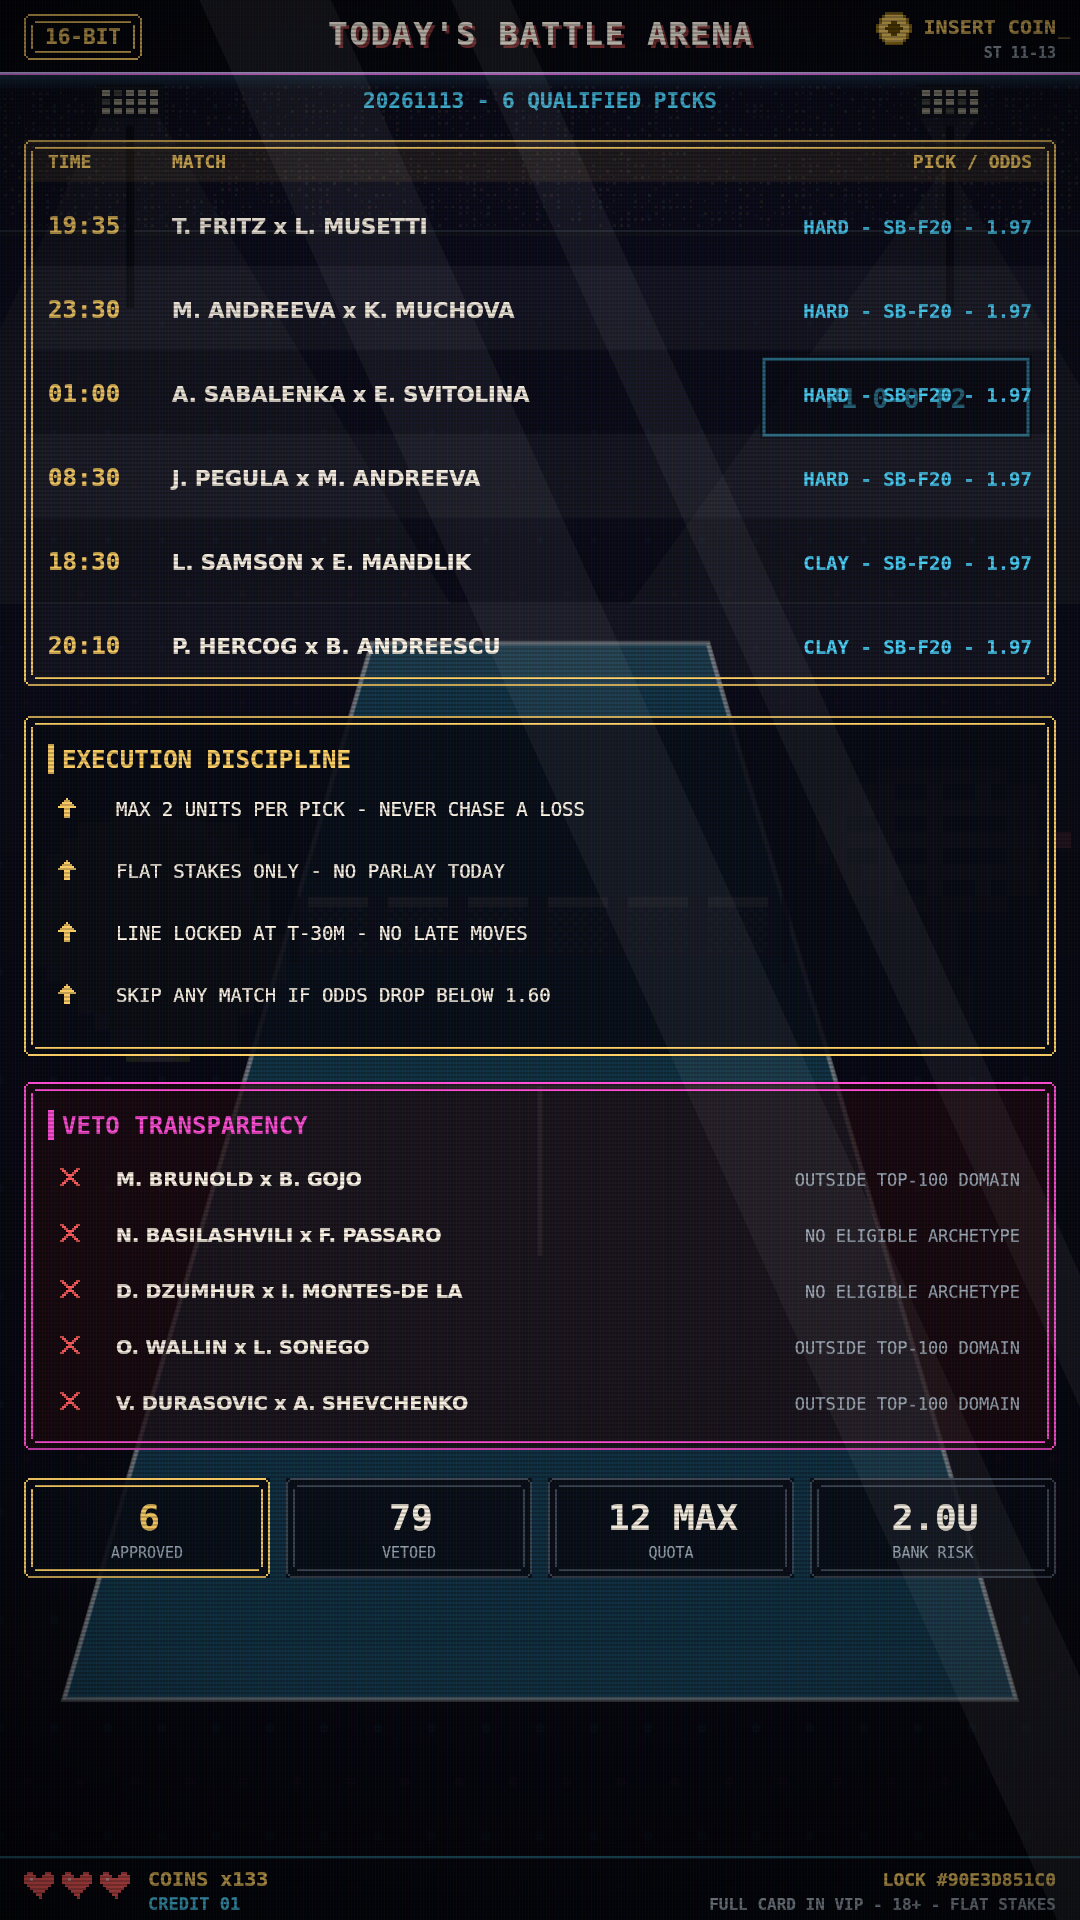 16-BIT
TODAY'S BATTLE ARENA
INSERT COIN_
ST 11-13
20261113 - 6 QUALIFIED PICKS
TIME MATCH PICK / ODDS
19:35 T. FRITZ x L. MUSETTI HARD - SB-F20 - 1.97
23:30 M. ANDREEVA x K. MUCHOVA HARD - SB-F20 - 1.97
01:00 A. SABALENKA x E. SVITOLINA HARD - SB-F20 - 1.97
P1 0-0 P2
08:30 J. PEGULA x M. ANDREEVA HARD - SB-F20 - 1.97
18:30 L. SAMSON x E. MANDLIK CLAY - SB-F20 - 1.97
20:10 P. HERCOG x B. ANDREESCU CLAY - SB-F20 - 1.97
EXECUTION DISCIPLINE
MAX 2 UNITS PER PICK - NEVER CHASE A LOSS
FLAT STAKES ONLY - NO PARLAY TODAY
LINE LOCKED AT T-30M - NO LATE MOVES
SKIP ANY MATCH IF ODDS DROP BELOW 1.60
VETO TRANSPARENCY
M. BRUNOLD x B. GOJO OUTSIDE TOP-100 DOMAIN
N. BASILASHVILI x F. PASSARO NO ELIGIBLE ARCHETYPE
D. DZUMHUR x I. MONTES-DE LA NO ELIGIBLE ARCHETYPE
O. WALLIN x L. SONEGO OUTSIDE TOP-100 DOMAIN
V. DURASOVIC x A. SHEVCHENKO OUTSIDE TOP-100 DOMAIN
6 79 12 MAX 2.0U
APPROVED VETOED QUOTA BANK RISK
COINS x133
CREDIT 01
LOCK #90E3D851C0
FULL CARD IN VIP - 18+ - FLAT STAKES